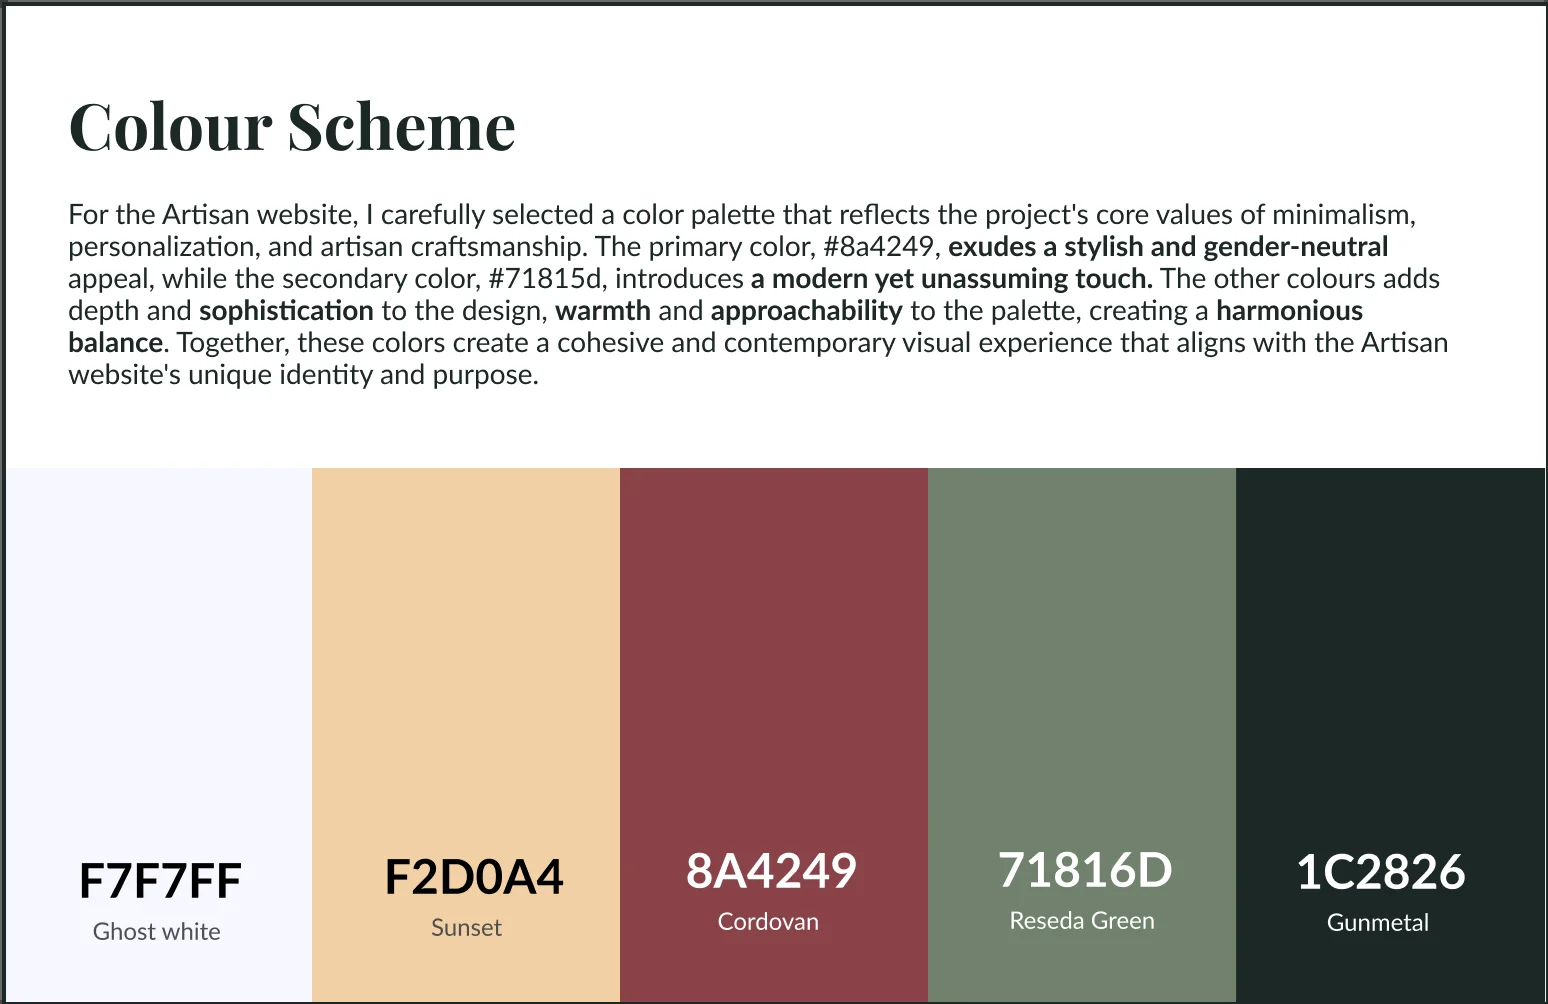 Colour Scheme
For the Artisan website, I carefully selected a color palette that reflects the project's core values of minimalism,
personalization, and artisan craftsmanship. The primary color, #8a4249, exudes a stylish and gender-neutral
appeal, while the secondary color, #71815d, introduces a modern yet unassuming touch. The other colours adds
depth and sophistication to the design, warmth and approachability to the palette, creating a harmonious
balance. Together, these colors create a cohesive and contemporary visual experience that aligns with the Artisan
website's unique identity and purpose.
F7F7FF
Ghost white
F2D0A4
Sunset
8A4249
Cordovan
71816D
Reseda Green
1C2826
Gunmetal